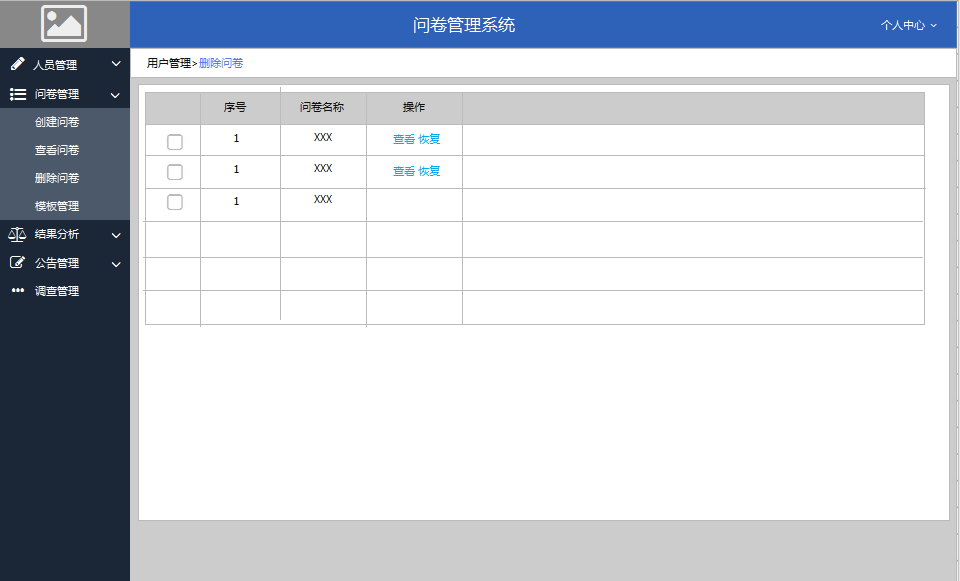 问卷管理系统
个人中心
人员管理
问卷管理
创建问卷
查看问卷
删除问卷
模板管理
结果分析
公告管理
调查管理
用户管理>删除问卷
序号 问卷名称 操作
1 XXX 查看 恢复
1 XXX 查看 恢复
1 XXX